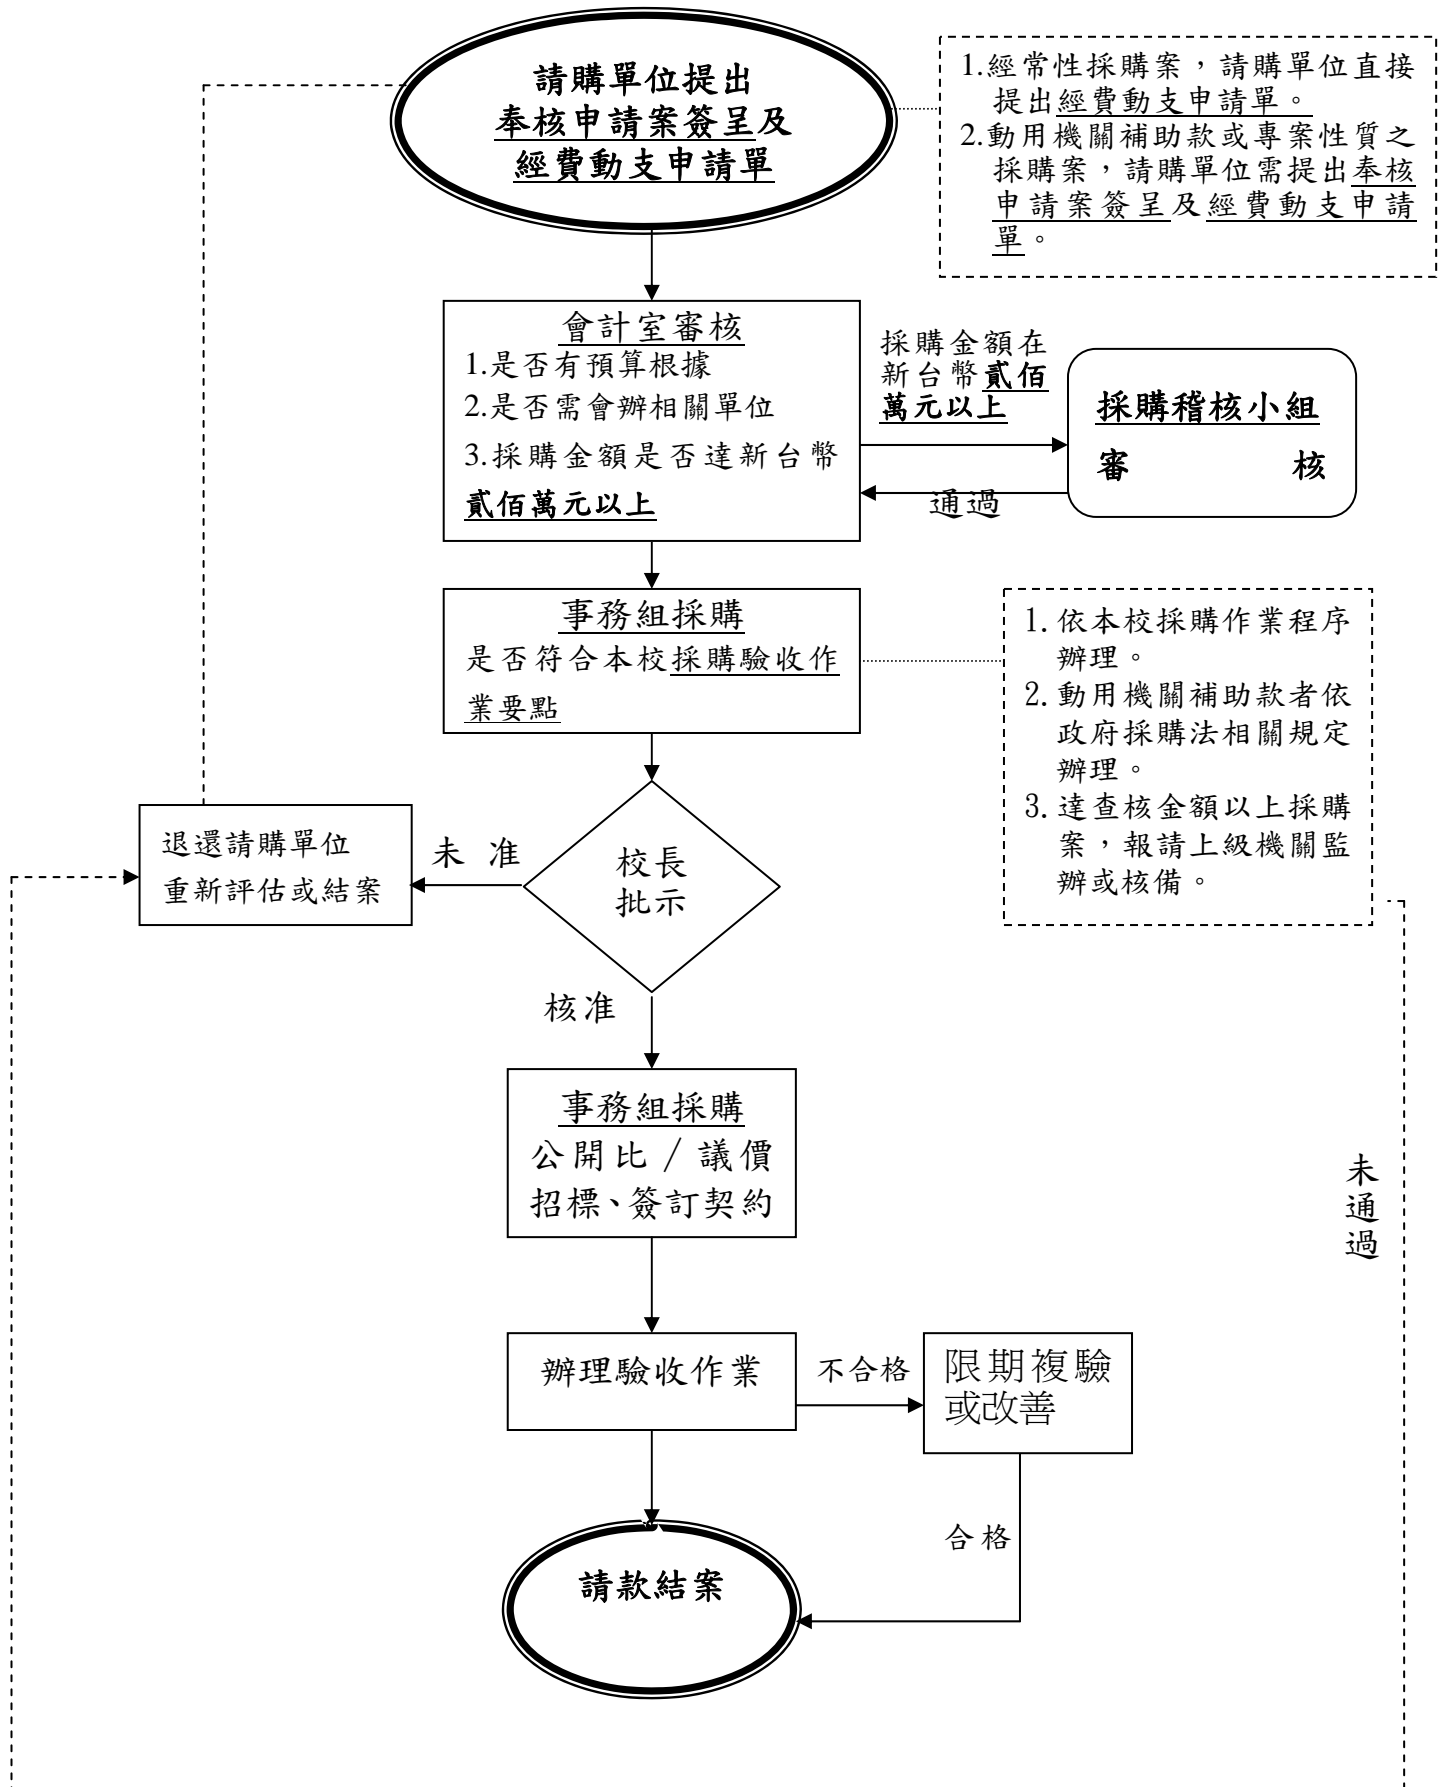 請購單位提出
奉核申請案簽呈及
經費動支申請單
1.經常性採購案，請購單位直接
提出經費動支申請單。
2.動用機關補助款或專案性質之
採購案，請購單位需提出奉核
申請案簽呈及經費動支申請
單。
會計室審核
1.是否有預算根據
2.是否需會辦相關單位
3.採購金額是否達新台幣
貳佰萬元以上
採購金額在
新台幣貳佰
萬元以上
採購稽核小組
審 核
通過
事務組採購
是否符合本校採購驗收作
業要點
1. 依本校採購作業程序
辦理。
2. 動用機關補助款者依
政府採購法相關規定
辦理。
3. 達查核金額以上採購
案，報請上級機關監
辦或核備。
退還請購單位
重新評估或結案
未 准
校長
批示
核准
事務組採購
公開比／議價
招標、簽訂契約
未
通
過
辦理驗收作業
不合格
限期複驗
或改善
合格
請款結案